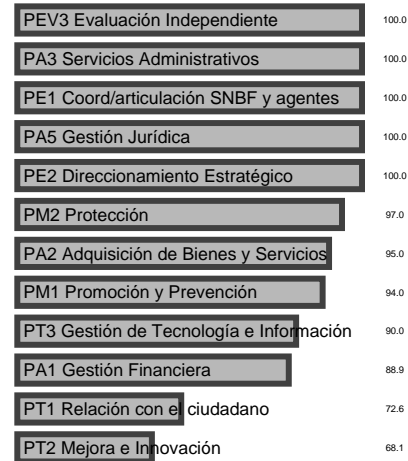 PEV3 Evaluación Independiente 100.0
PA3 Servicios Administrativos 100.0
PE1 Coord/articulación SNBF y agentes 100.0
PA5 Gestión Jurídica 100.0
PE2 Direccionamiento Estratégico 100.0
PM2 Protección 97.0
PA2 Adquisición de Bienes y Servicios 95.0
PM1 Promoción y Prevención 94.0
PT3 Gestión de Tecnología e Información 90.0
PA1 Gestión Financiera 88.9
PT1 Relación con el ciudadano 72.6
PT2 Mejora e Innovación 68.1